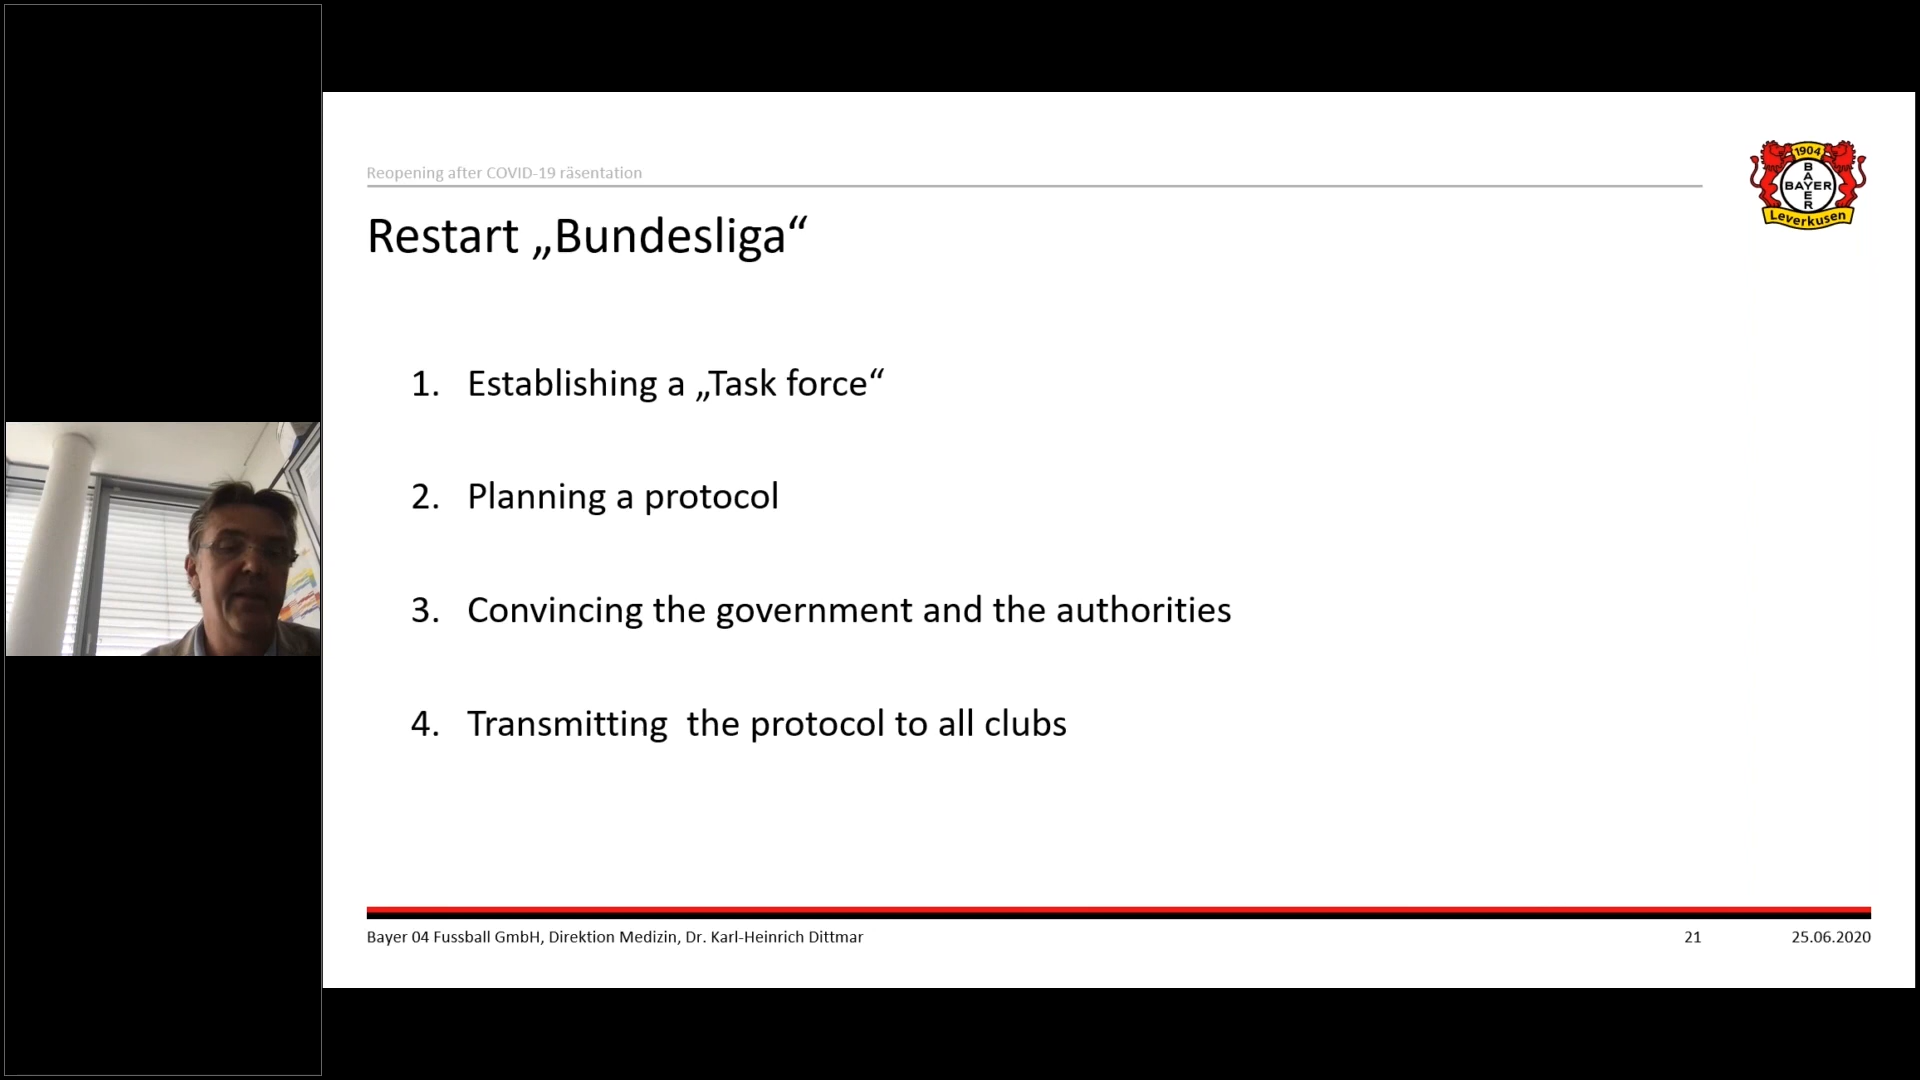 Reopening after COVID-19 räsentation
1904
BAYER
BAYER
Leverkusen
Restart „Bundesliga“
1. Establishing a „Task force“
2. Planning a protocol
3. Convincing the government and the authorities
4. Transmitting  the protocol to all clubs
Bayer 04 Fussball GmbH, Direktion Medizin, Dr. Karl-Heinrich Dittmar 21 25.06.2020